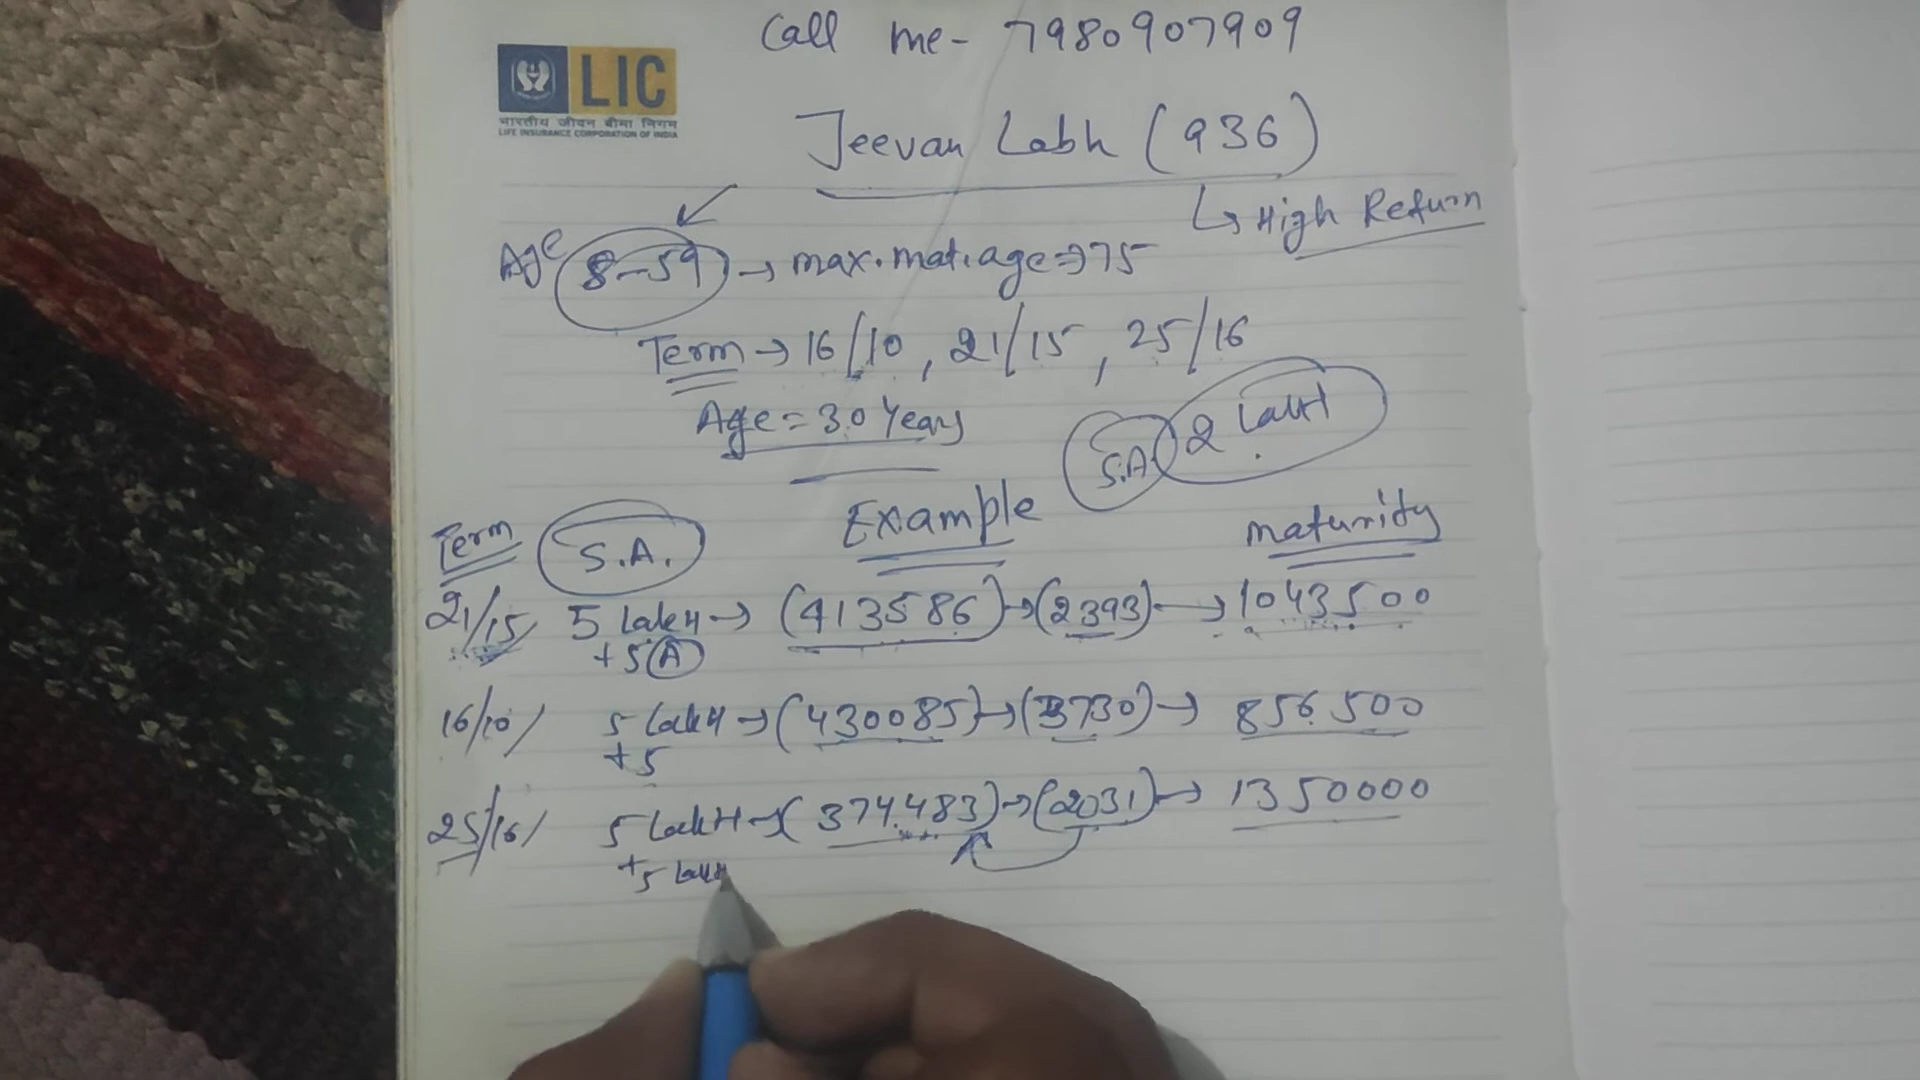 Call me - 7980907909
LIC
भारतीय जीवन बीमा निगम
LIFE INSURANCE CORPORATION OF INDIA
Jeevan Labh (936)
↳ High Return
Age 8-59 → max. mat. age ⇒ 75
Term → 16/10, 21/15, 25/16
Age = 30 Years
S.A. 2 Lakh
Example
Term S.A. maturity
21/15 5 Lakh → (413586) → (2393) → 1043500
+5 A
16/10/ 5 Lakh → (430085) → (3730) → 856500
+5
25/16/ 5 Lakh → (374483) → (2031) → 1350000
+5 Lakh